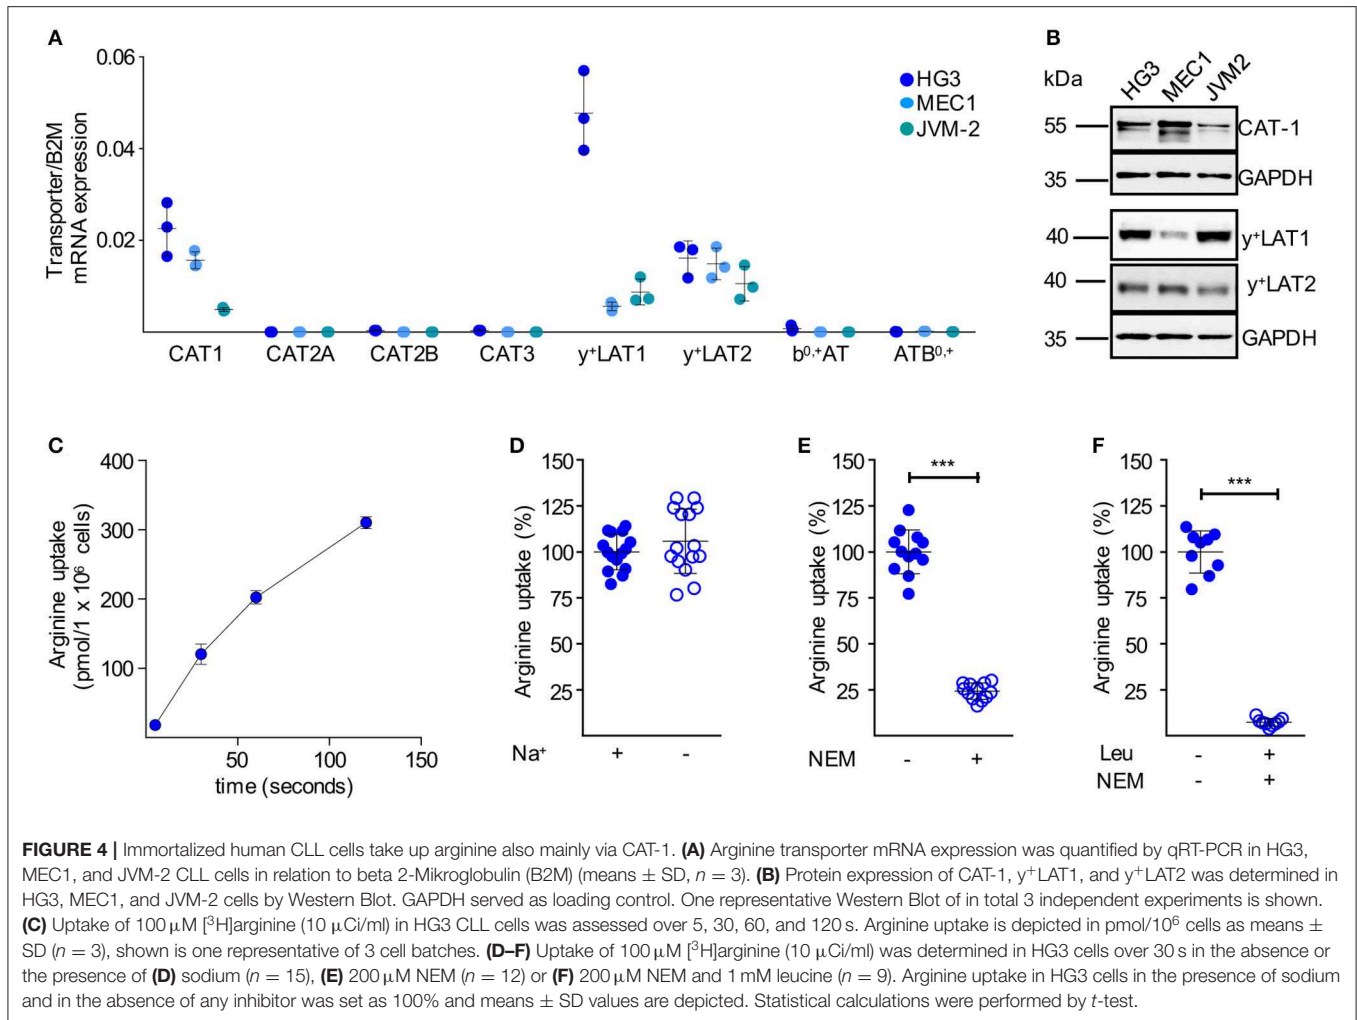 A
0.06
0.04
0.02
Transporter/B2M
mRNA expression
HG3
MEC1
JVM-2
CAT1 CAT2A CAT2B CAT3 y⁺LAT1 y⁺LAT2 b⁰,⁺AT ATB⁰,⁺
B
kDa HG3 MEC1 JVM2
55 CAT-1
35 GAPDH
40 y⁺LAT1
40 y⁺LAT2
35 GAPDH
C
400
300
200
100
Arginine uptake
(pmol/1 x 10⁶ cells)
50 100 150
time (seconds)
D
150
125
100
75
50
25
Arginine uptake (%)
Na⁺ + -
E
150
125
100
75
50
25
Arginine uptake (%)
***
NEM - +
F
150
125
100
75
50
25
Arginine uptake (%)
***
Leu - +
NEM - +
FIGURE 4 | Immortalized human CLL cells take up arginine also mainly via CAT-1. (A) Arginine transporter mRNA expression was quantified by qRT-PCR in HG3,
MEC1, and JVM-2 CLL cells in relation to beta 2-Mikroglobulin (B2M) (means ± SD, n = 3). (B) Protein expression of CAT-1, y⁺LAT1, and y⁺LAT2 was determined in
HG3, MEC1, and JVM-2 cells by Western Blot. GAPDH served as loading control. One representative Western Blot of in total 3 independent experiments is shown.
(C) Uptake of 100 μM [³H]arginine (10 μCi/ml) in HG3 CLL cells was assessed over 5, 30, 60, and 120 s. Arginine uptake is depicted in pmol/10⁶ cells as means ±
SD (n = 3), shown is one representative of 3 cell batches. (D–F) Uptake of 100 μM [³H]arginine (10 μCi/ml) was determined in HG3 cells over 30 s in the absence or
the presence of (D) sodium (n = 15), (E) 200 μM NEM (n = 12) or (F) 200 μM NEM and 1 mM leucine (n = 9). Arginine uptake in HG3 cells in the presence of sodium
and in the absence of any inhibitor was set as 100% and means ± SD values are depicted. Statistical calculations were performed by t-test.